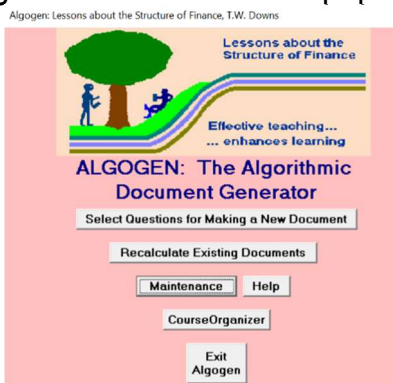 Algogen: Lessons about the Structure of Finance, T.W. Downs
Lessons about the
Structure of Finance
Effective teaching...
... enhances learning
ALGOGEN: The Algorithmic
Document Generator
Select Questions for Making a New Document
Recalculate Existing Documents
Maintenance Help
CourseOrganizer
Exit
Algogen